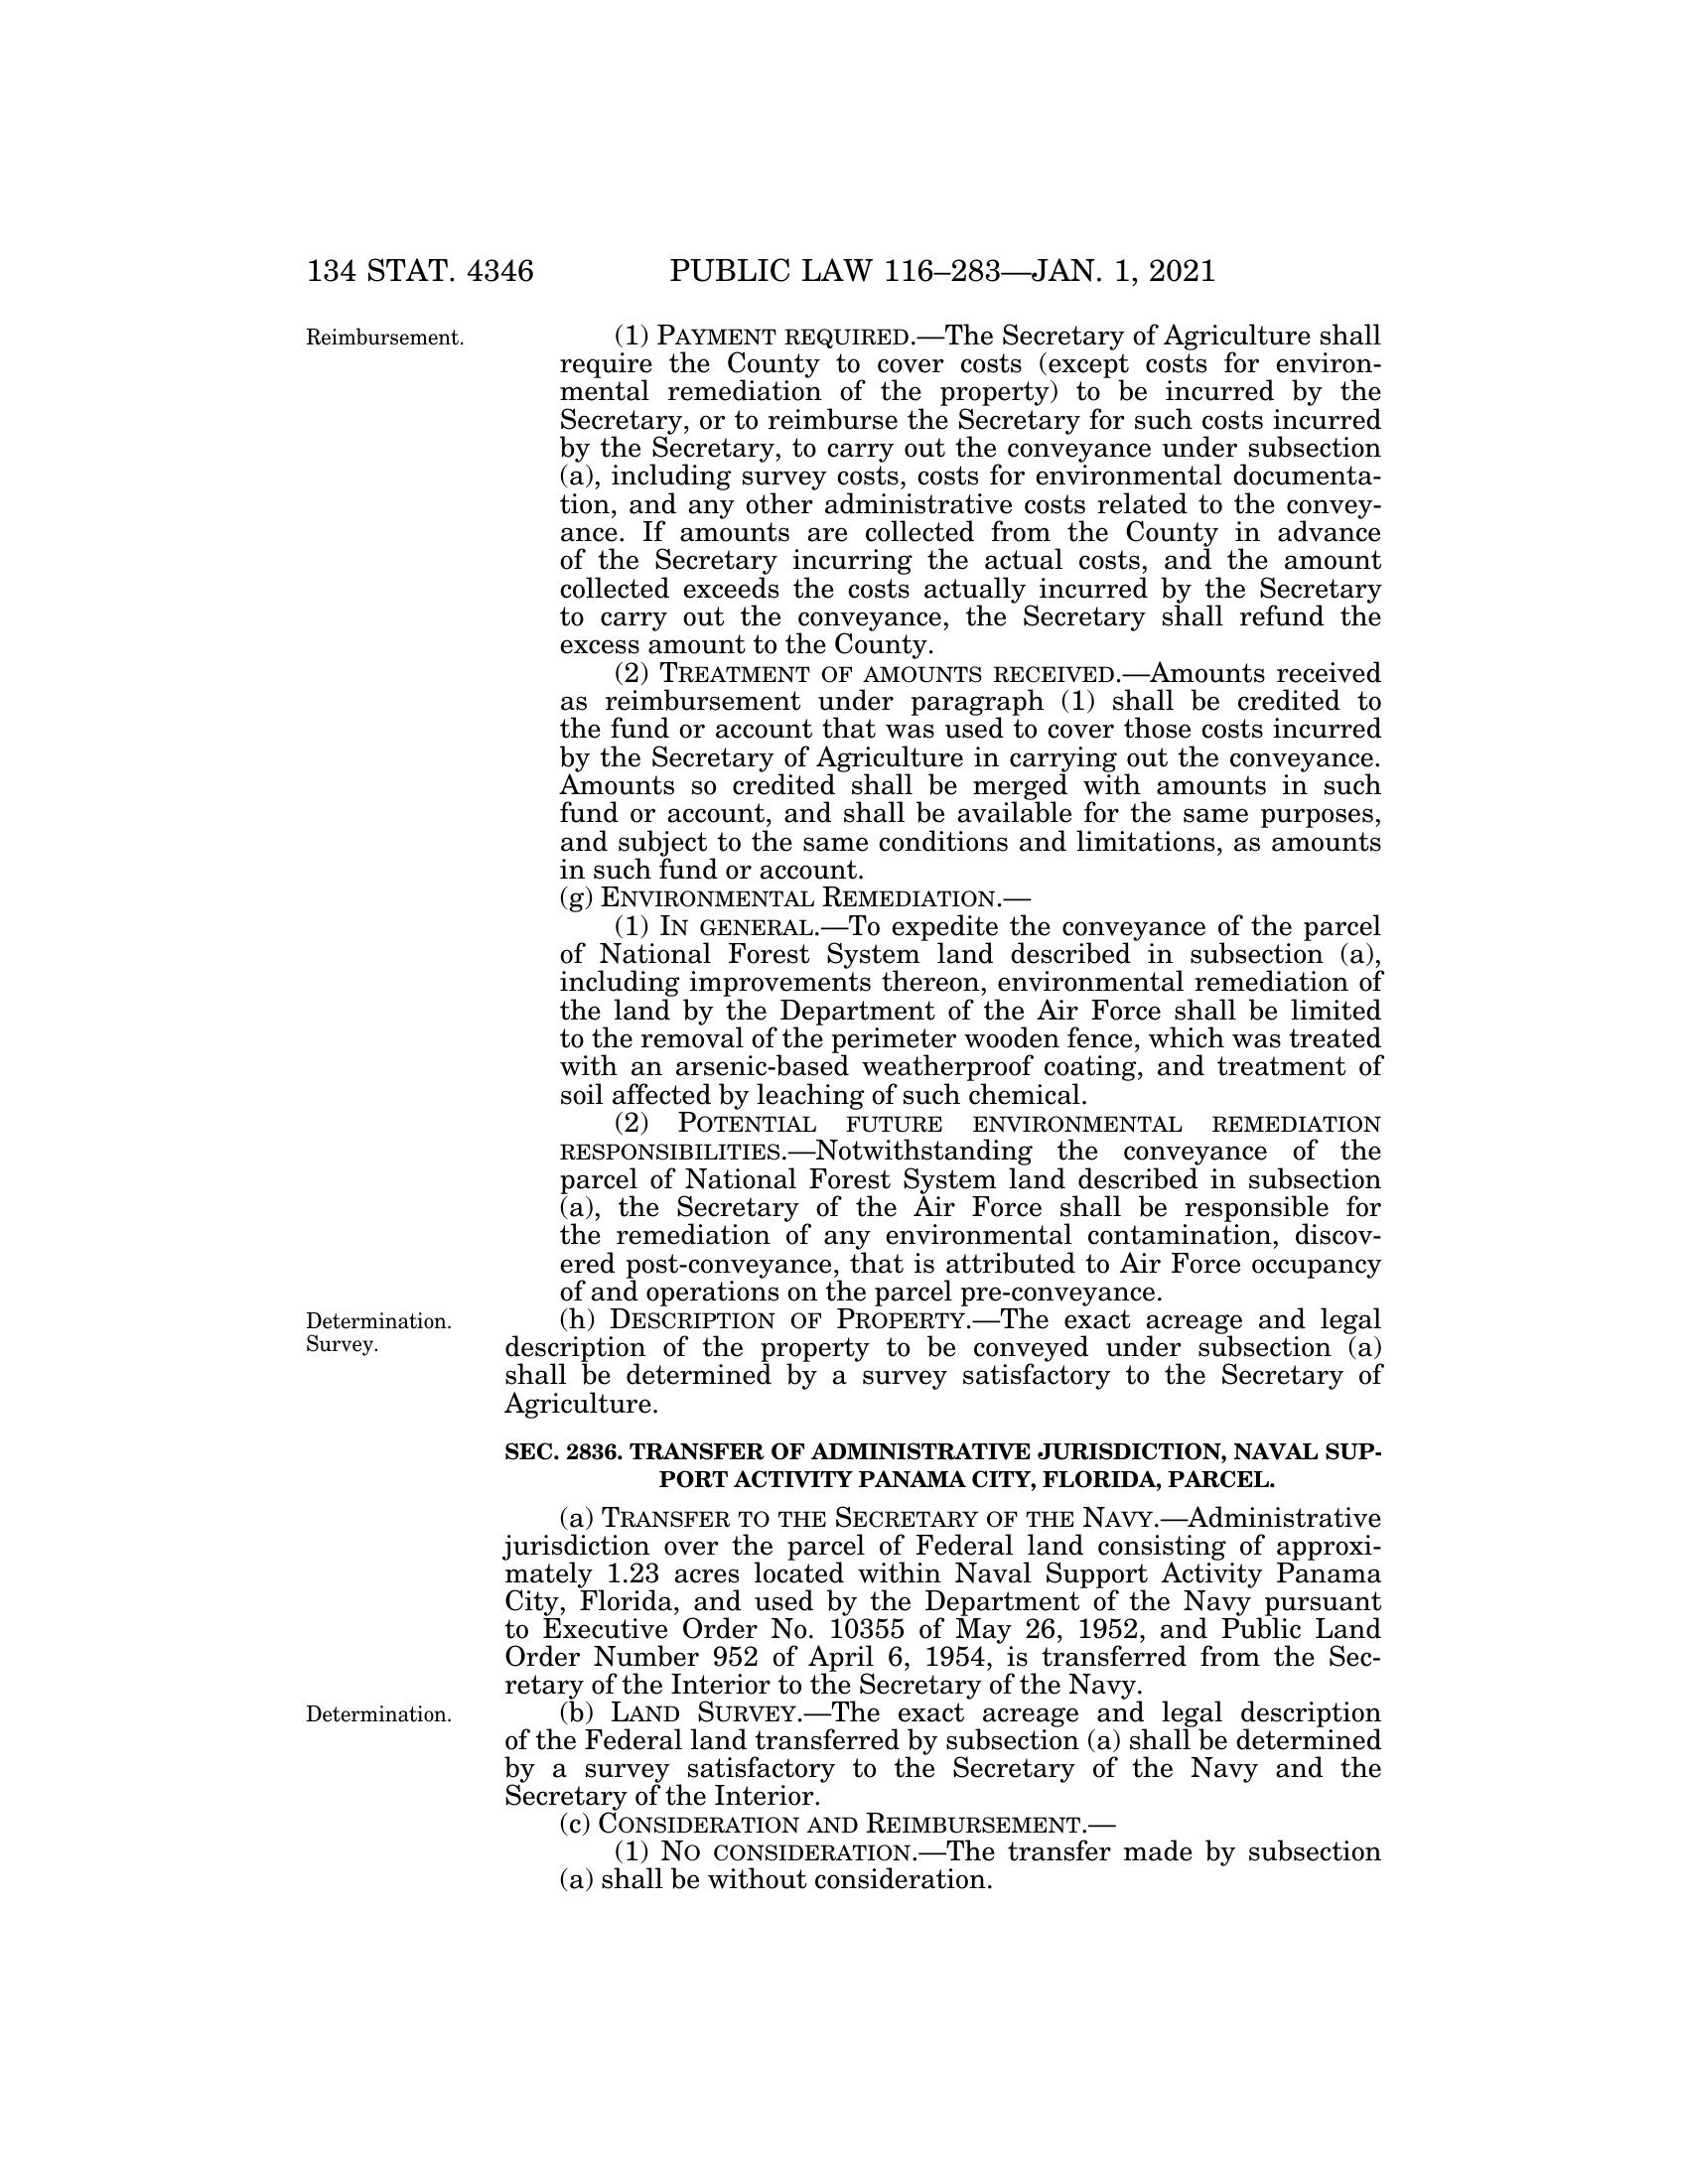 134 STAT. 4346
PUBLIC LAW 116–283—JAN. 1, 2021
Reimbursement.
(1) PAYMENT REQUIRED.—The Secretary of Agriculture shall
require the County to cover costs (except costs for environ-
mental remediation of the property) to be incurred by the
Secretary, or to reimburse the Secretary for such costs incurred
by the Secretary, to carry out the conveyance under subsection
(a), including survey costs, costs for environmental documenta-
tion, and any other administrative costs related to the convey-
ance. If amounts are collected from the County in advance
of the Secretary incurring the actual costs, and the amount
collected exceeds the costs actually incurred by the Secretary
to carry out the conveyance, the Secretary shall refund the
excess amount to the County.
(2) TREATMENT OF AMOUNTS RECEIVED.—Amounts received
as reimbursement under paragraph (1) shall be credited to
the fund or account that was used to cover those costs incurred
by the Secretary of Agriculture in carrying out the conveyance.
Amounts so credited shall be merged with amounts in such
fund or account, and shall be available for the same purposes,
and subject to the same conditions and limitations, as amounts
in such fund or account.
(g) ENVIRONMENTAL REMEDIATION.—
(1) IN GENERAL.—To expedite the conveyance of the parcel
of National Forest System land described in subsection (a),
including improvements thereon, environmental remediation of
the land by the Department of the Air Force shall be limited
to the removal of the perimeter wooden fence, which was treated
with an arsenic-based weatherproof coating, and treatment of
soil affected by leaching of such chemical.
(2) POTENTIAL FUTURE ENVIRONMENTAL REMEDIATION
RESPONSIBILITIES.—Notwithstanding the conveyance of the
parcel of National Forest System land described in subsection
(a), the Secretary of the Air Force shall be responsible for
the remediation of any environmental contamination, discov-
ered post-conveyance, that is attributed to Air Force occupancy
of and operations on the parcel pre-conveyance.
Determination.
Survey.
(h) DESCRIPTION OF PROPERTY.—The exact acreage and legal
description of the property to be conveyed under subsection (a)
shall be determined by a survey satisfactory to the Secretary of
Agriculture.
SEC. 2836. TRANSFER OF ADMINISTRATIVE JURISDICTION, NAVAL SUP-
PORT ACTIVITY PANAMA CITY, FLORIDA, PARCEL.
(a) TRANSFER TO THE SECRETARY OF THE NAVY.—Administrative
jurisdiction over the parcel of Federal land consisting of approxi-
mately 1.23 acres located within Naval Support Activity Panama
City, Florida, and used by the Department of the Navy pursuant
to Executive Order No. 10355 of May 26, 1952, and Public Land
Order Number 952 of April 6, 1954, is transferred from the Sec-
retary of the Interior to the Secretary of the Navy.
Determination.
(b) LAND SURVEY.—The exact acreage and legal description
of the Federal land transferred by subsection (a) shall be determined
by a survey satisfactory to the Secretary of the Navy and the
Secretary of the Interior.
(c) CONSIDERATION AND REIMBURSEMENT.—
(1) NO CONSIDERATION.—The transfer made by subsection
(a) shall be without consideration.